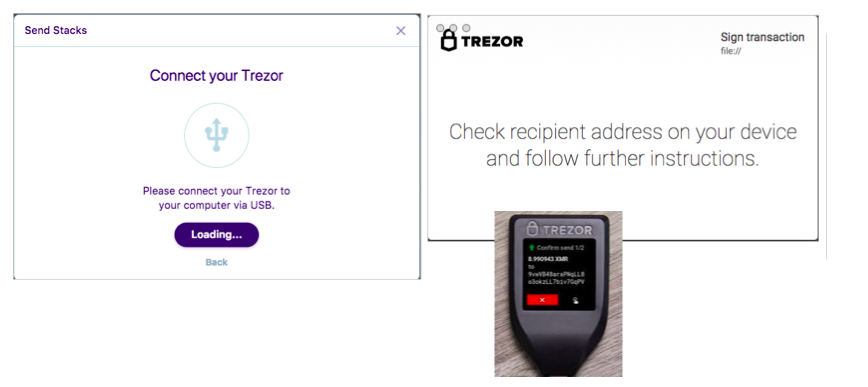 Send Stacks
Connect your Trezor
Please connect your Trezor to
your computer via USB.
Loading...
Back
TREZOR
Sign transaction
file://
Check recipient address on your device
and follow further instructions.
TREZOR
Confirm send 1/2
8.990943 XMR
to